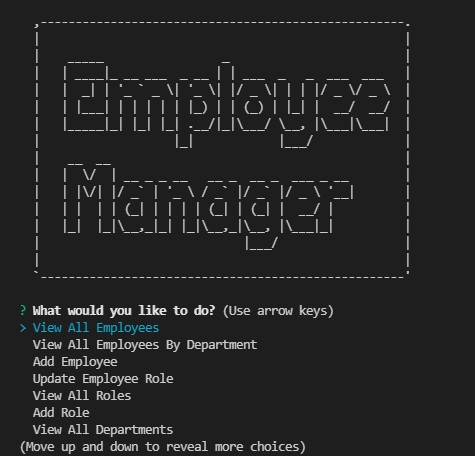 Employee
Manager
? What would you like to do? (Use arrow keys)
> View All Employees
View All Employees By Department
Add Employee
Update Employee Role
View All Roles
Add Role
View All Departments
(Move up and down to reveal more choices)